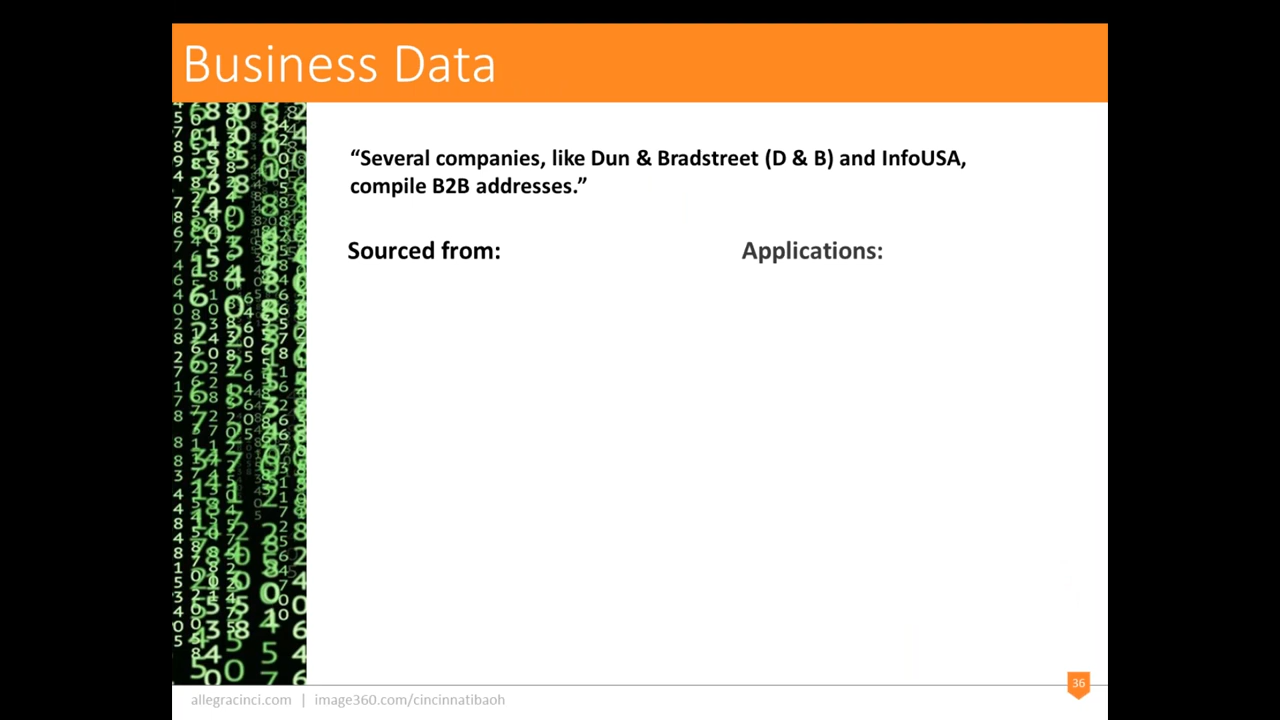 Business Data
“Several companies, like Dun & Bradstreet (D & B) and InfoUSA,
compile B2B addresses.”
Sourced from:
Applications:
allegracinci.com | image360.com/cincinnatibaoh
36